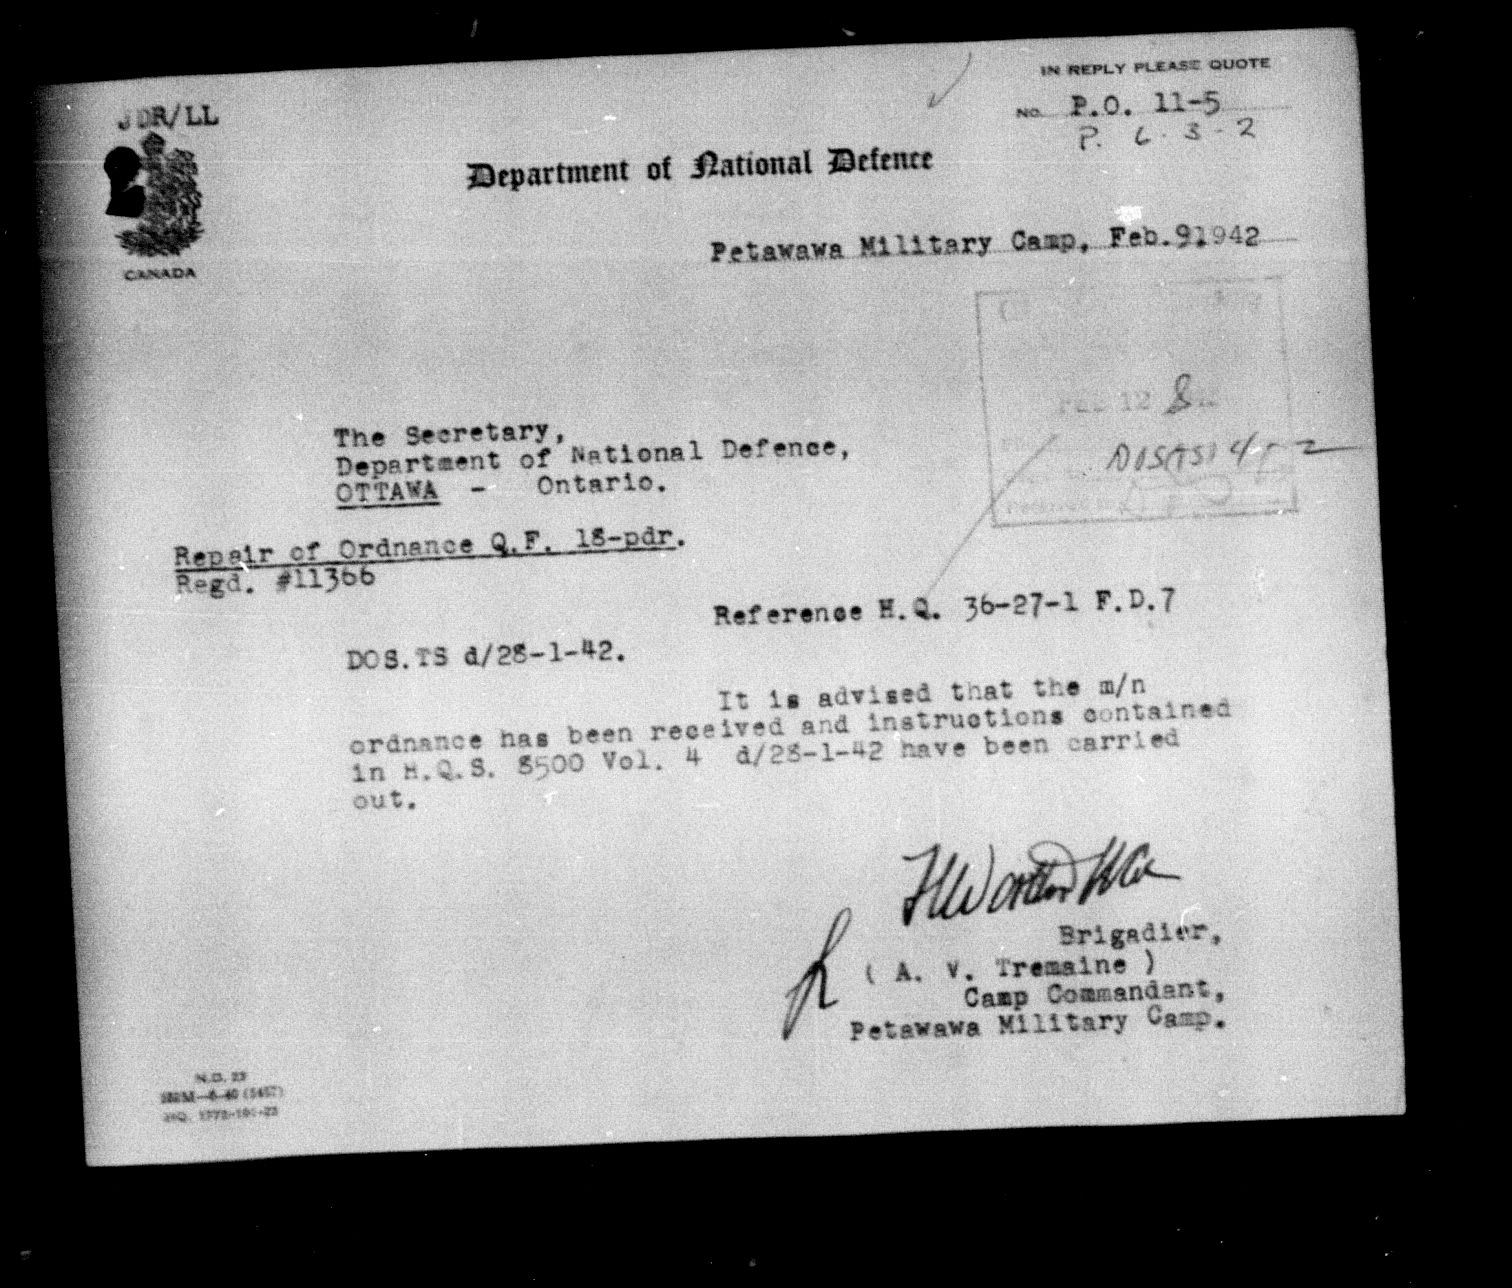 IN REPLY PLEASE QUOTE
JDR/LL
No. P.O. 11-5
P. 6-3-2
Department of National Defence
CANADA
Petawawa Military Camp, Feb.91942
FEB 12
The Secretary,
Department of National Defence,
OTTAWA - Ontario.
Repair of Ordnance Q.F. 18-pdr.
Regd. #11366
Reference H.Q. 36-27-1 F.D.7
DOS.TS d/28-1-42.
It is advised that the m/n
ordnance has been received and instructions contained
in H.Q.S. 8500 Vol. 4 d/28-1-42 have been carried
out.
Brigadier,
( A. V. Tremaine )
Camp Commandant,
Petawawa Military Camp.